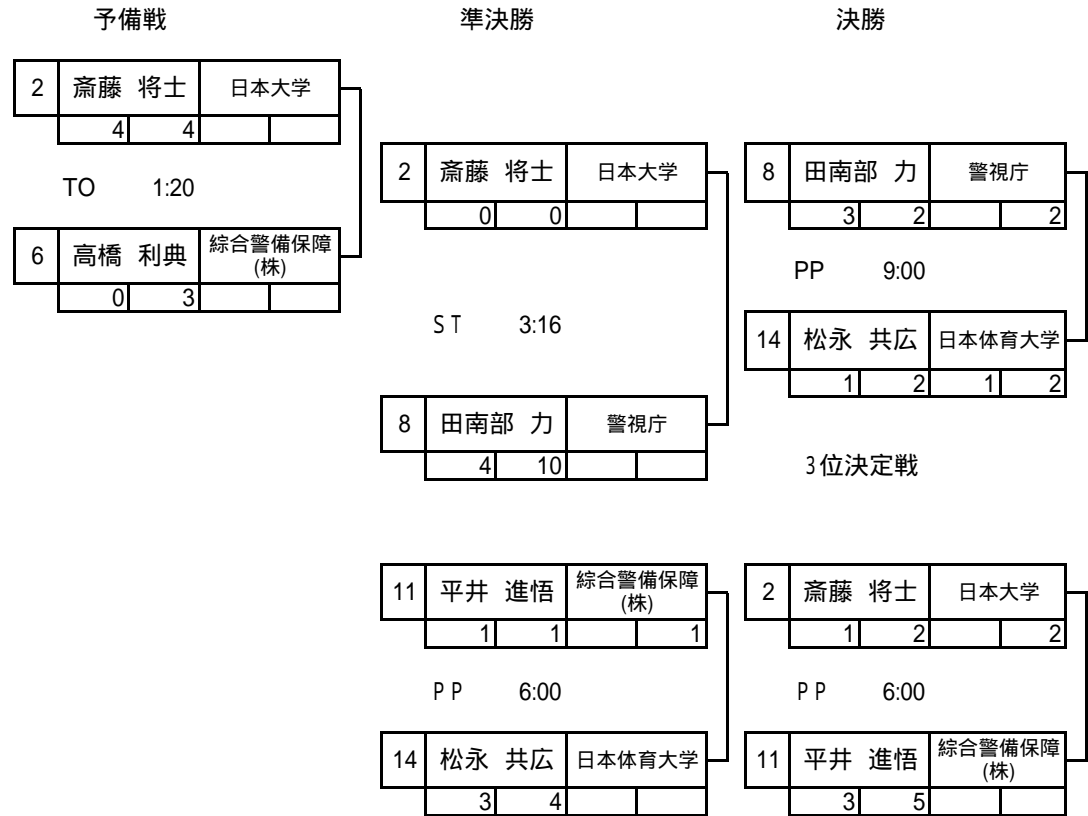 予備戦 準決勝 決勝
2 斎藤 将士 日本大学
4 4
TO 1:20
6 高橋 利典 綜合警備保障(株)
0 3
2 斎藤 将士 日本大学
0 0
ST 3:16
8 田南部 力 警視庁
4 10
8 田南部 力 警視庁
3 2 2
PP 9:00
14 松永 共広 日本体育大学
1 2 1 2
3位決定戦
11 平井 進悟 綜合警備保障(株)
1 1 1
PP 6:00
14 松永 共広 日本体育大学
3 4
2 斎藤 将士 日本大学
1 2 2
PP 6:00
11 平井 進悟 綜合警備保障(株)
3 5